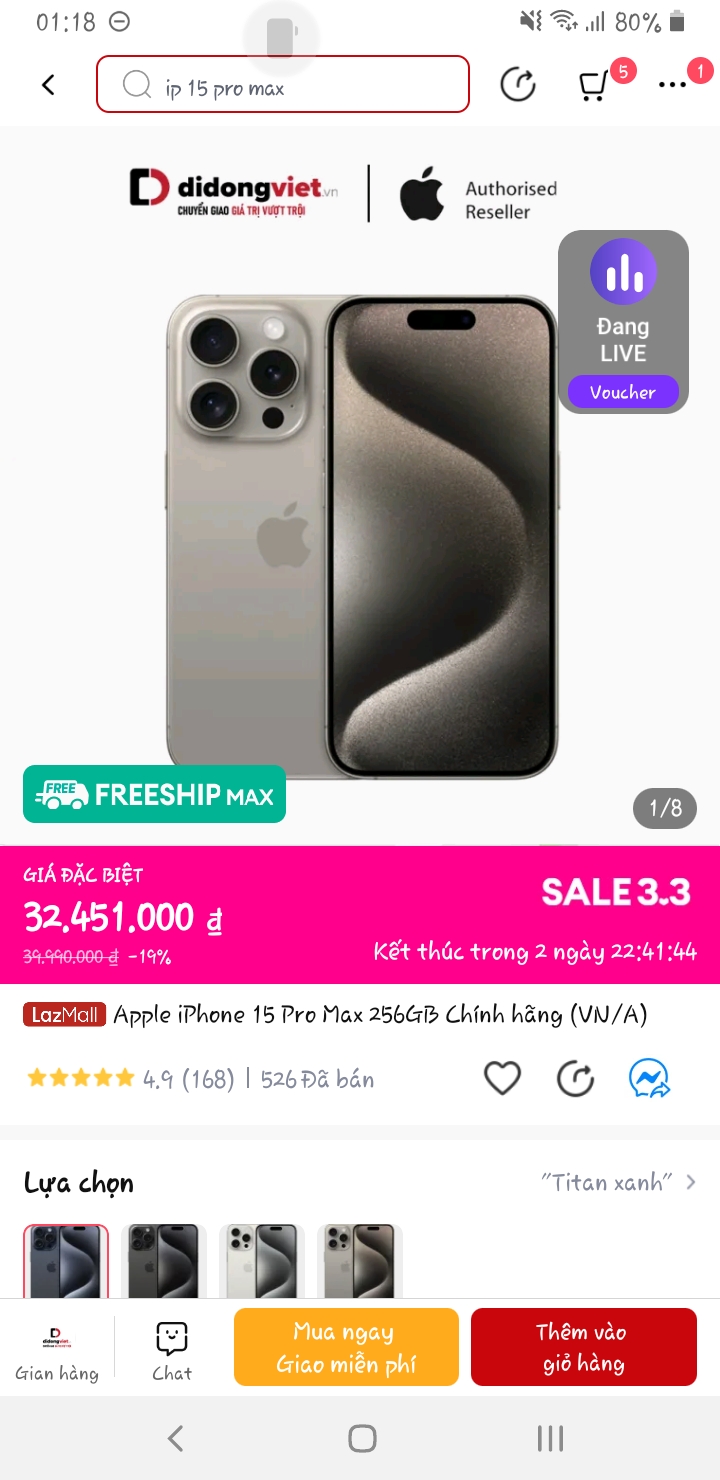 01:18
80%
ip 15 pro max
5
1
didongviet.vn
CHUYỂN GIAO GIÁ TRỊ VƯỢT TRỘI
Authorised
Reseller
Đang
LIVE
Voucher
FREE
FREESHIP MAX
1/8
GIÁ ĐẶC BIỆT
SALE 3.3
32.451.000 ₫
39.990.000 ₫ -19%
Kết thúc trong 2 ngày 22:41:44
LazMall Apple iPhone 15 Pro Max 256GB Chính hãng (VN/A)
4.9 (168) | 526 Đã bán
Lựa chọn
"Titan xanh"
didongviet
Gian hàng
Chat
Mua ngay
Giao miễn phí
Thêm vào
giỏ hàng